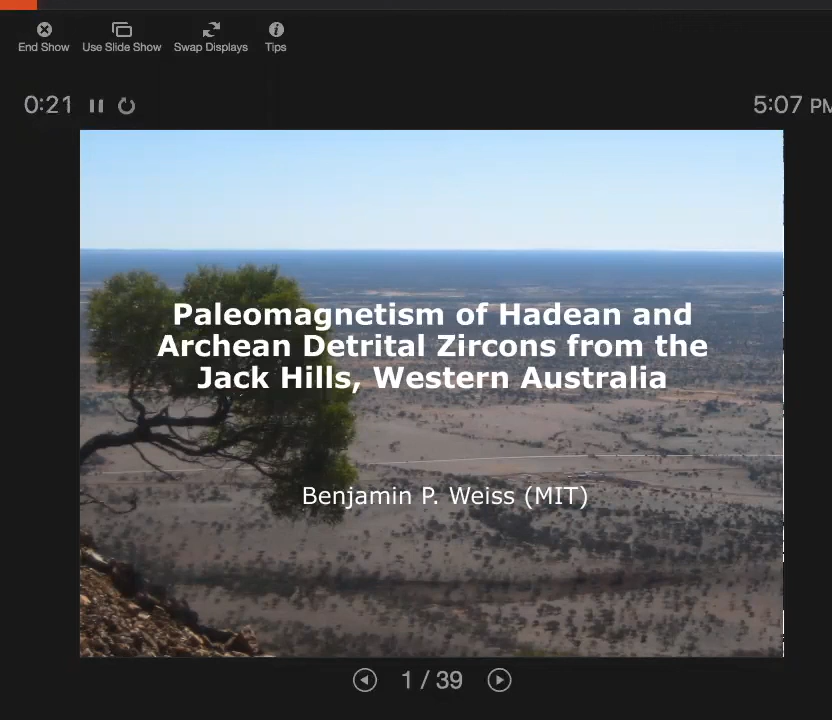 End Show
Use Slide Show
Swap Displays
Tips
0:21
5:07 PM
Paleomagnetism of Hadean and
Archean Detrital Zircons from the
Jack Hills, Western Australia
Benjamin P. Weiss (MIT)
1 / 39